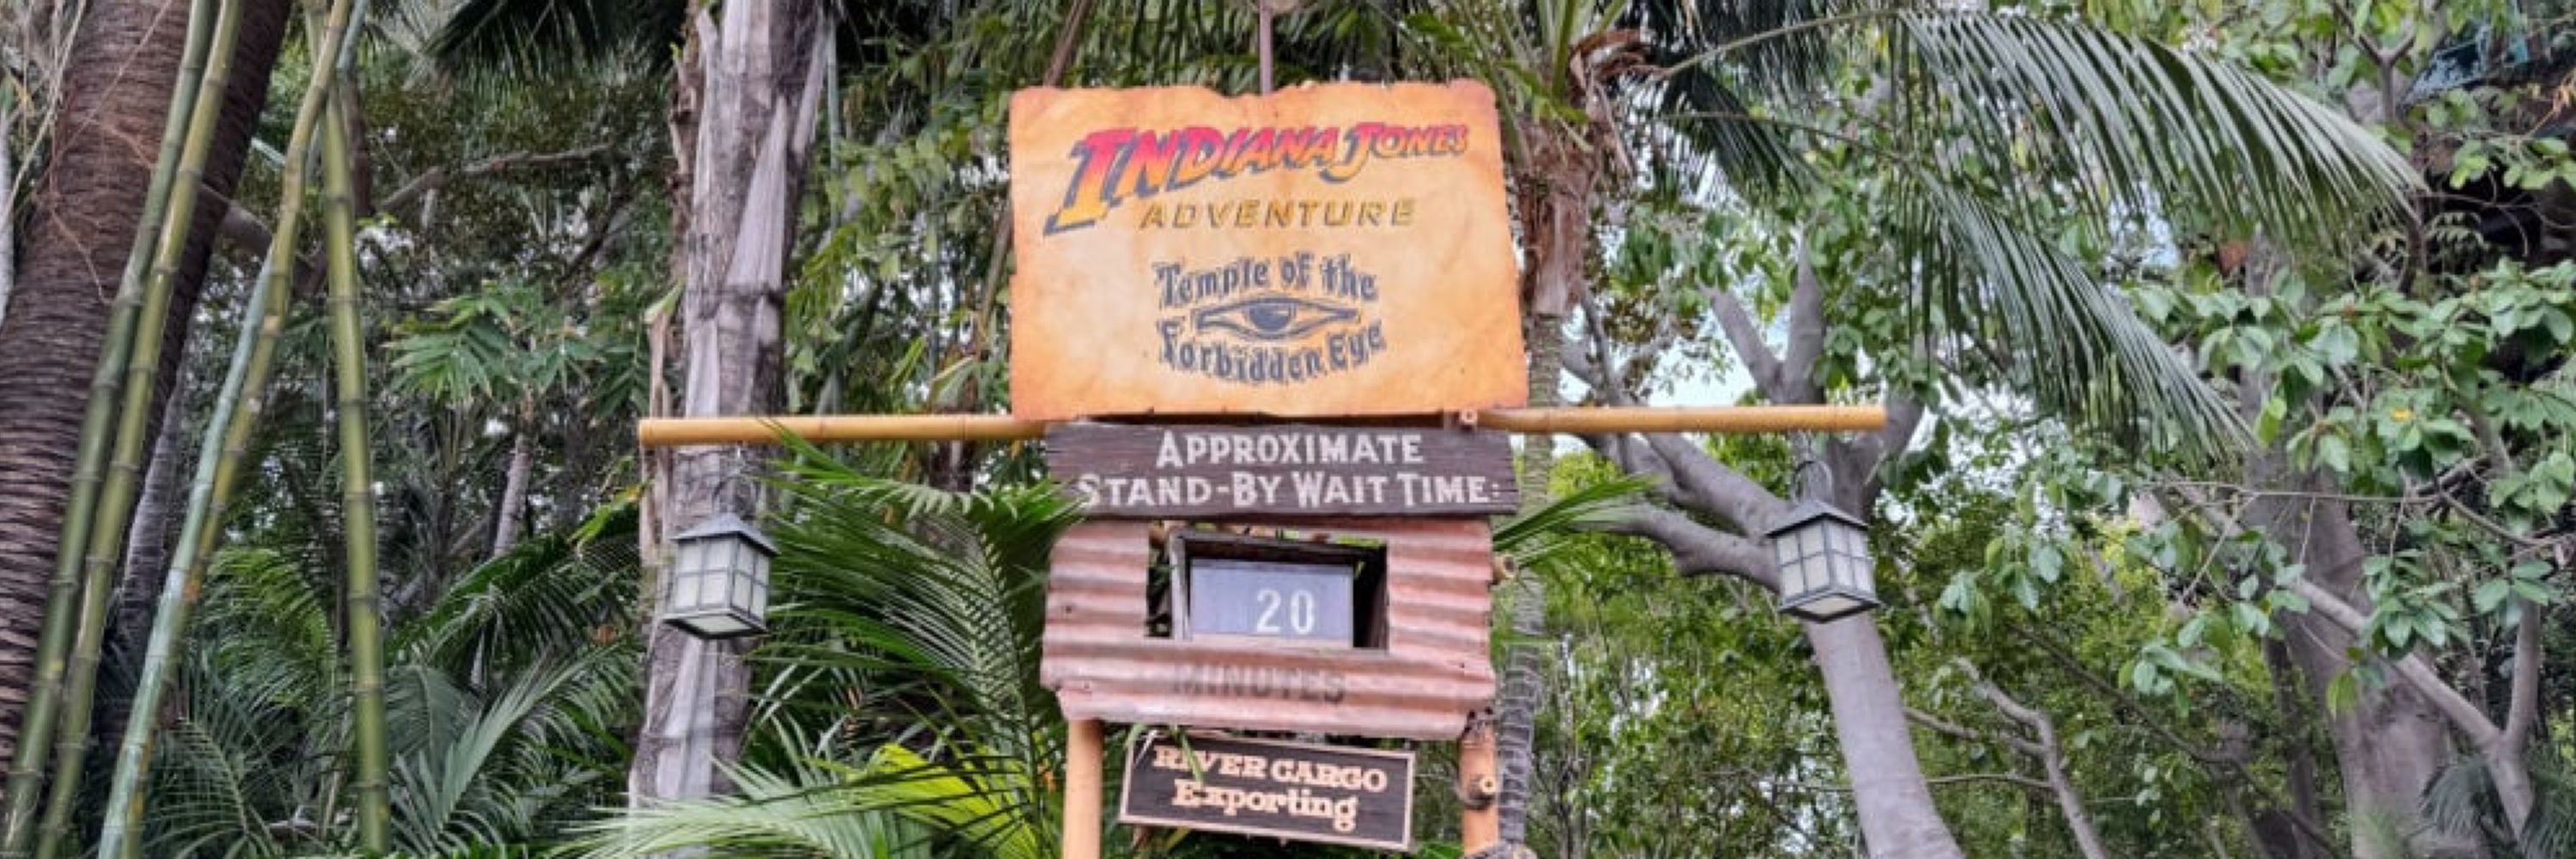 INDIANA JONES
ADVENTURE
Temple of the
Forbidden Eye
APPROXIMATE
STAND-BY WAIT TIME:
20
MINUTES
RIVER CARGO
Exporting